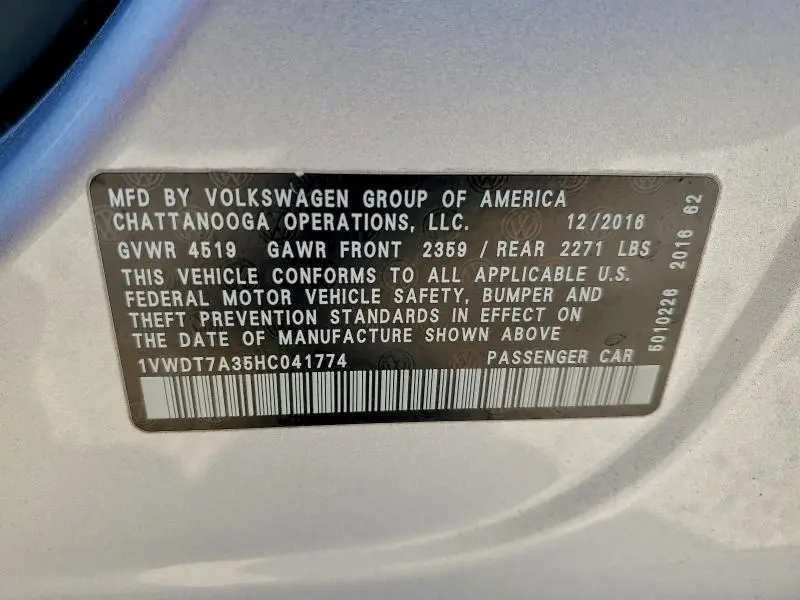 MFD BY VOLKSWAGEN GROUP OF AMERICA
CHATTANOOGA OPERATIONS, LLC. 12/2016
GVWR 4519 GAWR FRONT 2359 / REAR 2271 LBS
THIS VEHICLE CONFORMS TO ALL APPLICABLE U.S.
FEDERAL MOTOR VEHICLE SAFETY, BUMPER AND
THEFT PREVENTION STANDARDS IN EFFECT ON
THE DATE OF MANUFACTURE SHOWN ABOVE
1VWDT7A35HC041774 PASSENGER CAR
5010226 2016 62